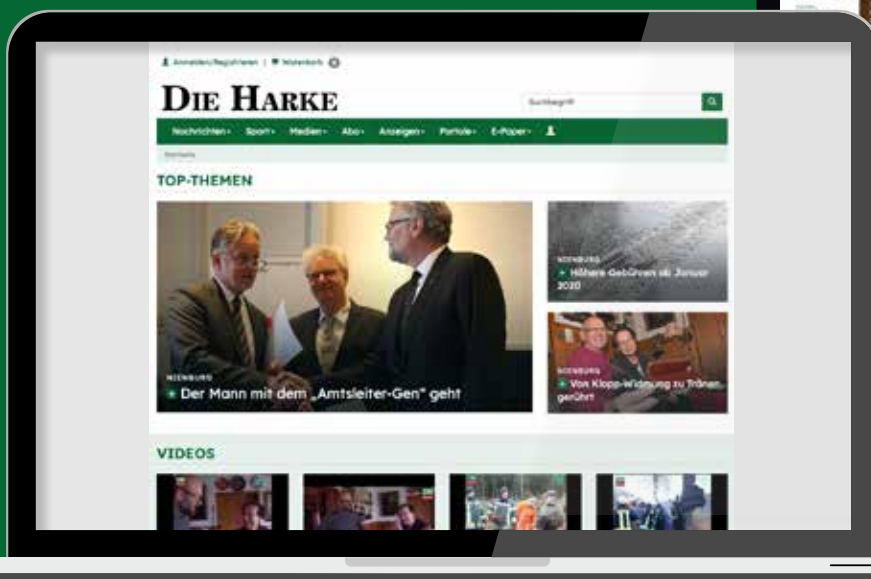 Anmelden/Registrieren | Warenkorb 0
DIE HARKE
Suchbegriff
Nachrichten Sport Medien Abo Anzeigen Portale E-Paper
Startseite
TOP-THEMEN
NIENBURG
+ Der Mann mit dem „Amtsleiter-Gen“ geht
NIENBURG
+ Höhere Gebühren ab Januar
2020
NIENBURG
+ Von Klopp-Widmung zu Tränen
gerührt
VIDEOS